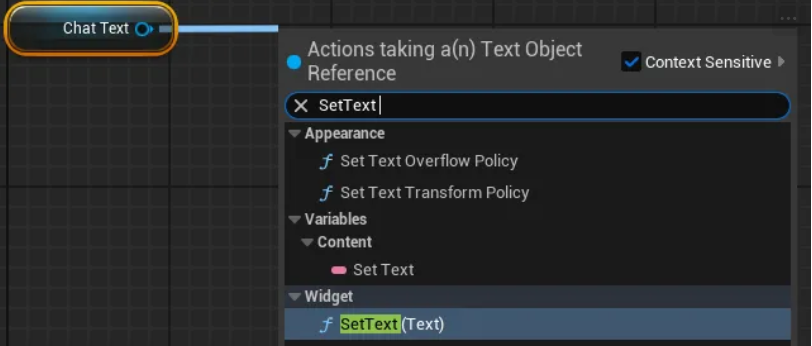 Chat Text
Actions taking a(n) Text Object
Reference
Context Sensitive
SetText
Appearance
Set Text Overflow Policy
Set Text Transform Policy
Variables
Content
Set Text
Widget
SetText (Text)